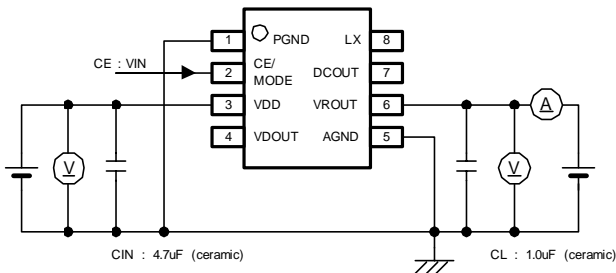 1 PGND LX 8
CE : VIN
2 CE/ MODE DCOUT 7
3 VDD VROUT 6
4 VDOUT AGND 5
V
V
A
CIN : 4.7uF (ceramic)
CL : 1.0uF (ceramic)